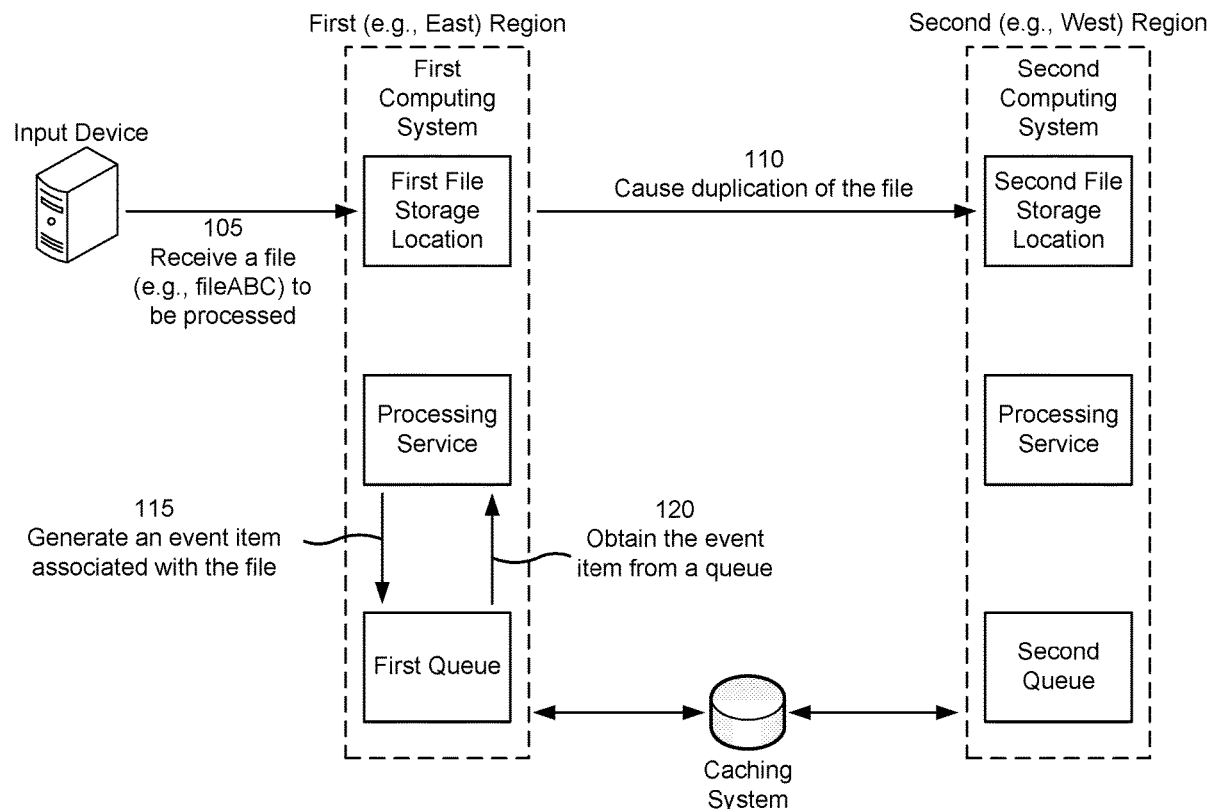 First (e.g., East) Region
Second (e.g., West) Region
First
Computing
System
Second
Computing
System
Input Device
First File
Storage
Location
110
Cause duplication of the file
Second File
Storage
Location
105
Receive a file
(e.g., fileABC) to
be processed
Processing
Service
Processing
Service
115
Generate an event item
associated with the file
120
Obtain the event
item from a queue
First Queue
Second
Queue
Caching
System